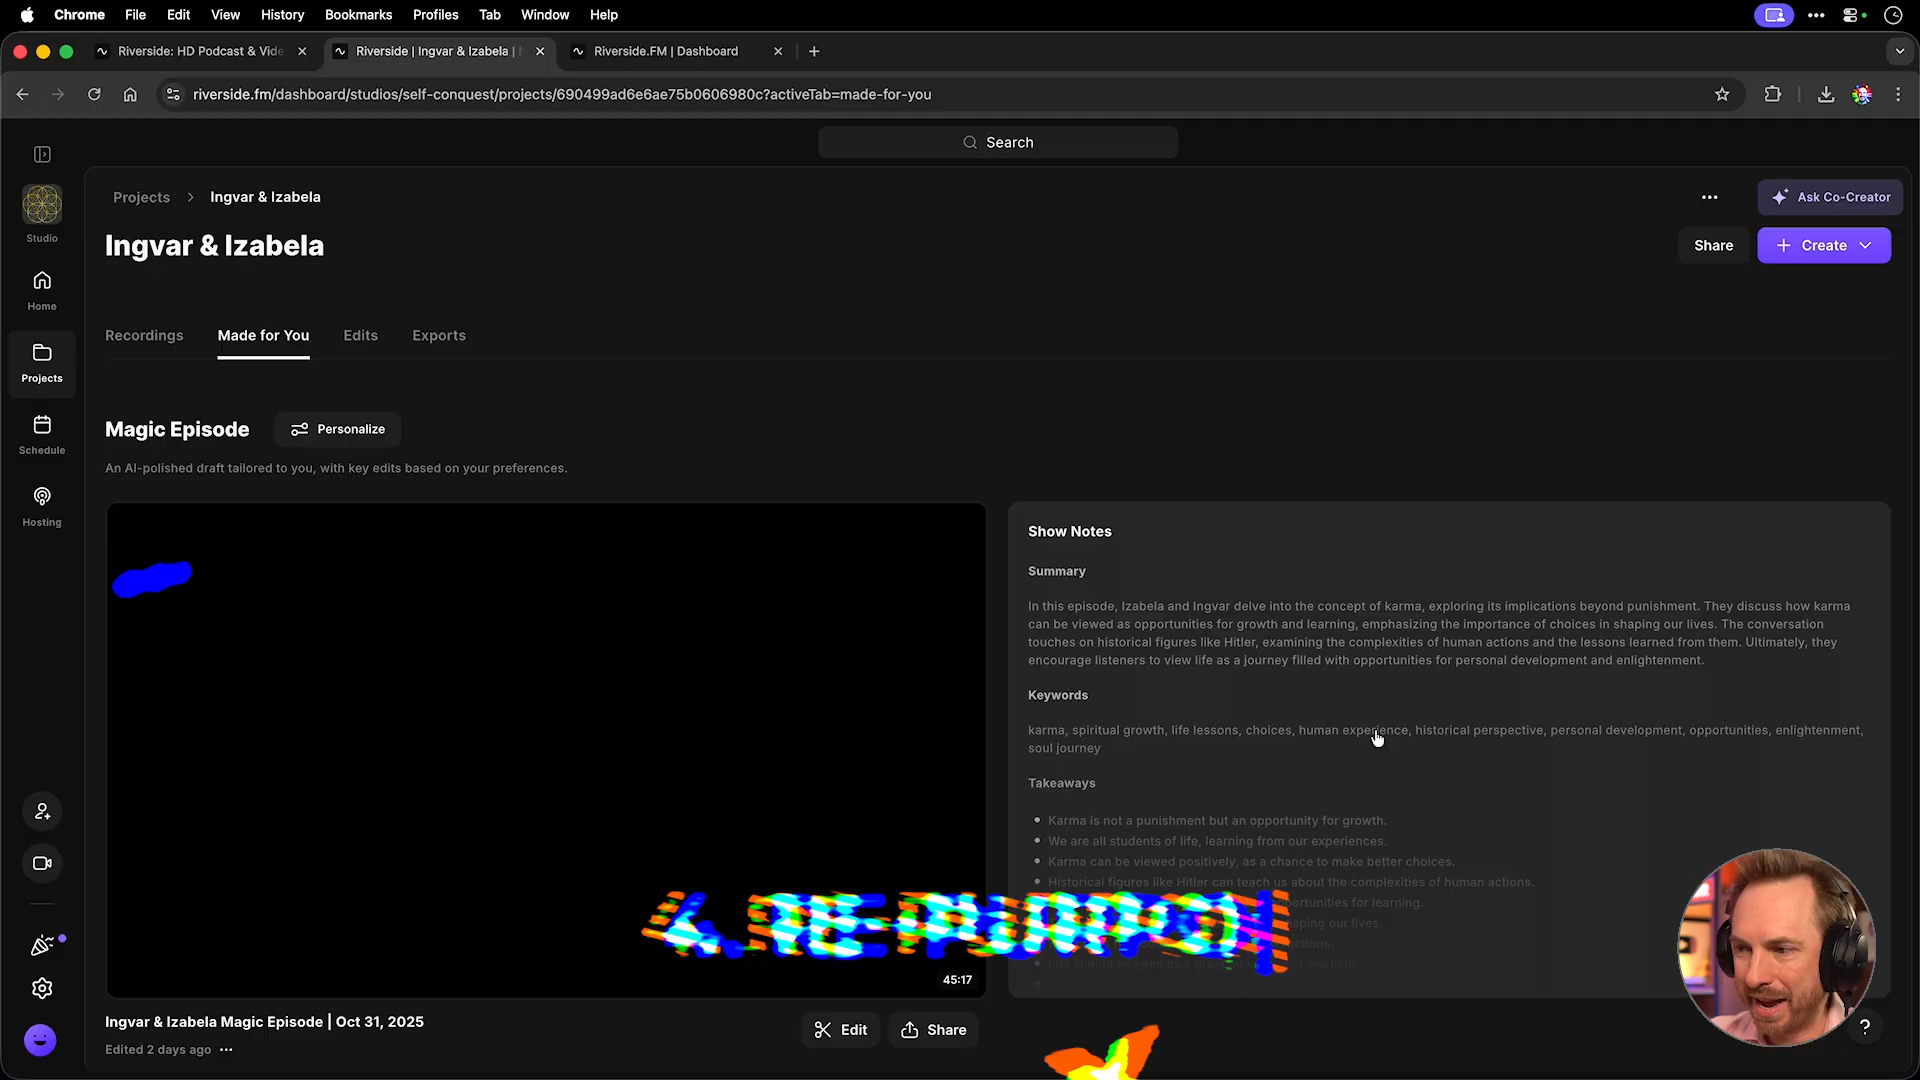 Chrome File Edit View History Bookmarks Profiles Tab Window Help
Riverside: HD Podcast & Vide
Riverside | Ingvar & Izabela |
Riverside.FM | Dashboard
riverside.fm/dashboard/studios/self-conquest/projects/690499ad6e6ae75b0606980c?activeTab=made-for-you
Search
Projects > Ingvar & Izabela
Ask Co-Creator
Studio
Ingvar & Izabela
Share
+ Create
Home
Recordings Made for You Edits Exports
Projects
Magic Episode
Personalize
Schedule
An AI-polished draft tailored to you, with key edits based on your preferences.
Hosting
Show Notes
Summary
In this episode, Izabela and Ingvar delve into the concept of karma, exploring its implications beyond punishment. They discuss how karma
can be viewed as opportunities for growth and learning, emphasizing the importance of choices in shaping our lives. The conversation
touches on historical figures like Hitler, examining the complexities of human actions and the lessons learned from them. Ultimately, they
encourage listeners to view life as a journey filled with opportunities for personal development and enlightenment.
Keywords
karma, spiritual growth, life lessons, choices, human experience, historical perspective, personal development, opportunities, enlightenment,
soul journey
Takeaways
• Karma is not a punishment but an opportunity for growth.
• We are all students of life, learning from our experiences.
• Karma can be viewed positively, as a chance to make better choices.
• Historical figures like Hitler can teach us about the complexities of human actions.
opportunities for learning.
shaping our lives.
4. RE-PURPO
45:17
Ingvar & Izabela Magic Episode | Oct 31, 2025
Edit
Share
?
Edited 2 days ago